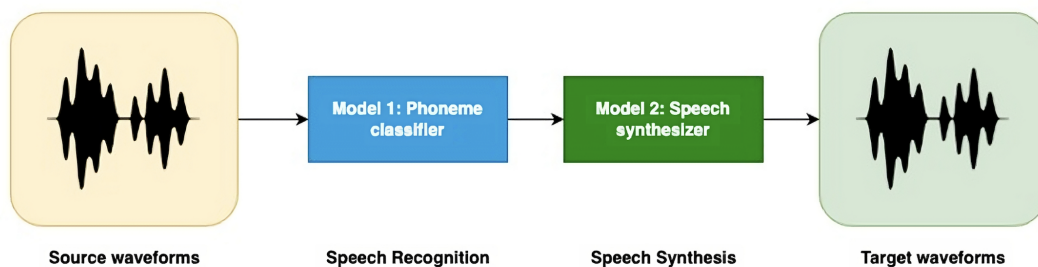 Model 1: Phoneme
classifier
Model 2: Speech
synthesizer
Source waveforms
Speech Recognition
Speech Synthesis
Target waveforms